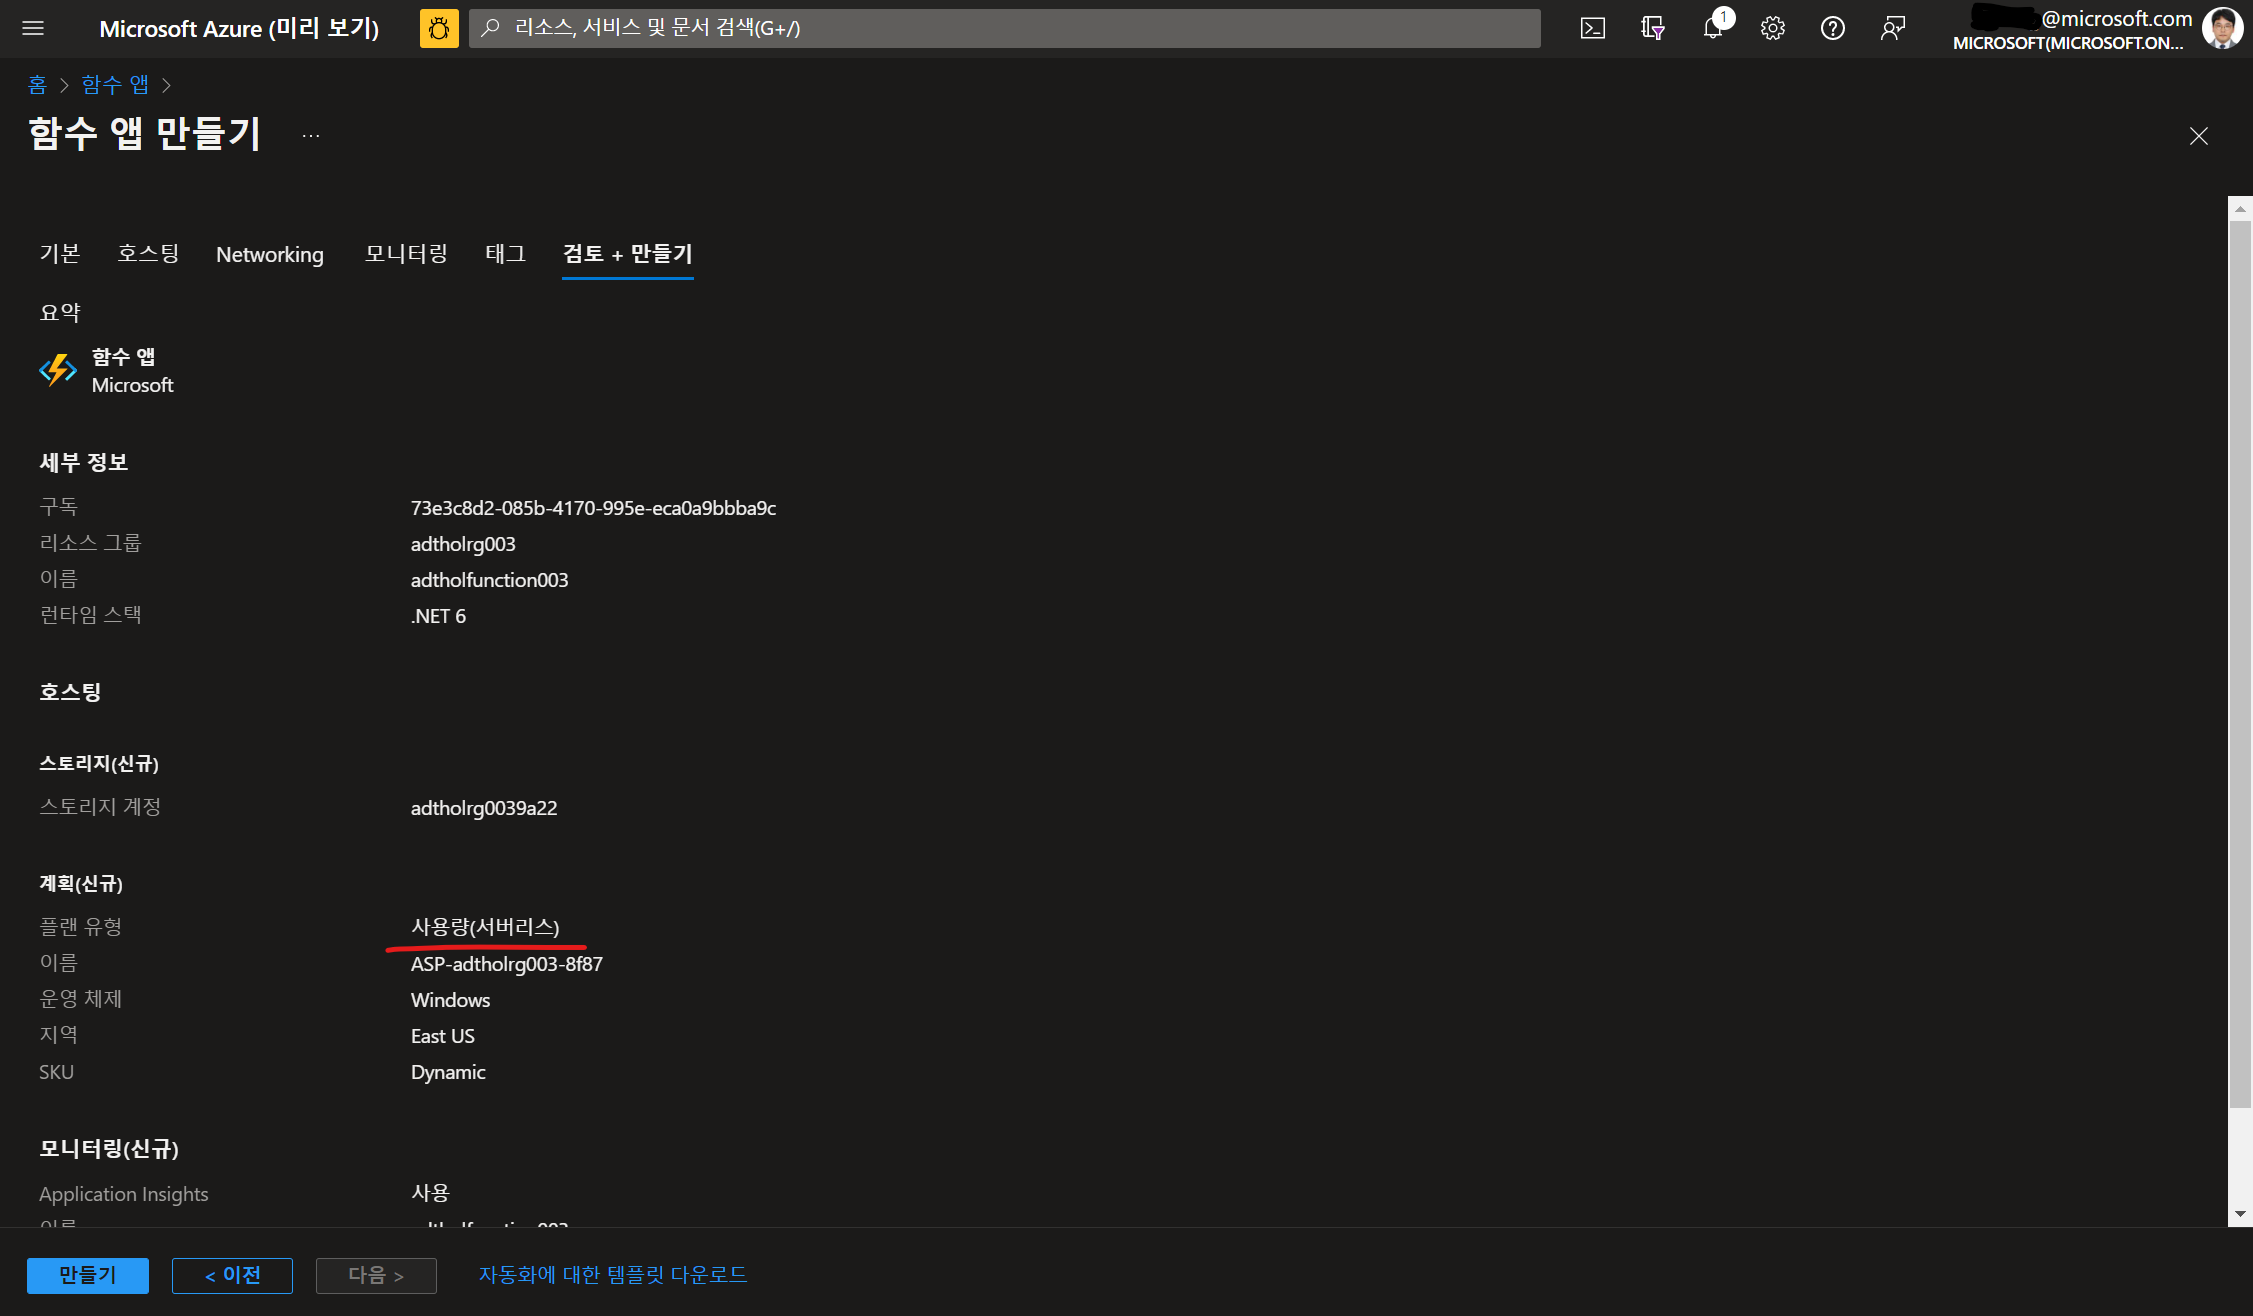 Microsoft Azure (미리 보기)
리소스, 서비스 및 문서 검색(G+/)
1
@microsoft.com
MICROSOFT(MICROSOFT.ON...
홈 > 함수 앱 >
함수 앱 만들기 ...
기본 호스팅 Networking 모니터링 태그 검토 + 만들기
요약
함수 앱
Microsoft
세부 정보
구독 73e3c8d2-085b-4170-995e-eca0a9bbba9c
리소스 그룹 adtholrg003
이름 adtholfunction003
런타임 스택 .NET 6
호스팅
스토리지(신규)
스토리지 계정 adtholrg0039a22
계획(신규)
플랜 유형 사용량(서버리스)
이름 ASP-adtholrg003-8f87
운영 체제 Windows
지역 East US
SKU Dynamic
모니터링(신규)
Application Insights 사용
이름 adtholfunction003
만들기 < 이전 다음 > 자동화에 대한 템플릿 다운로드